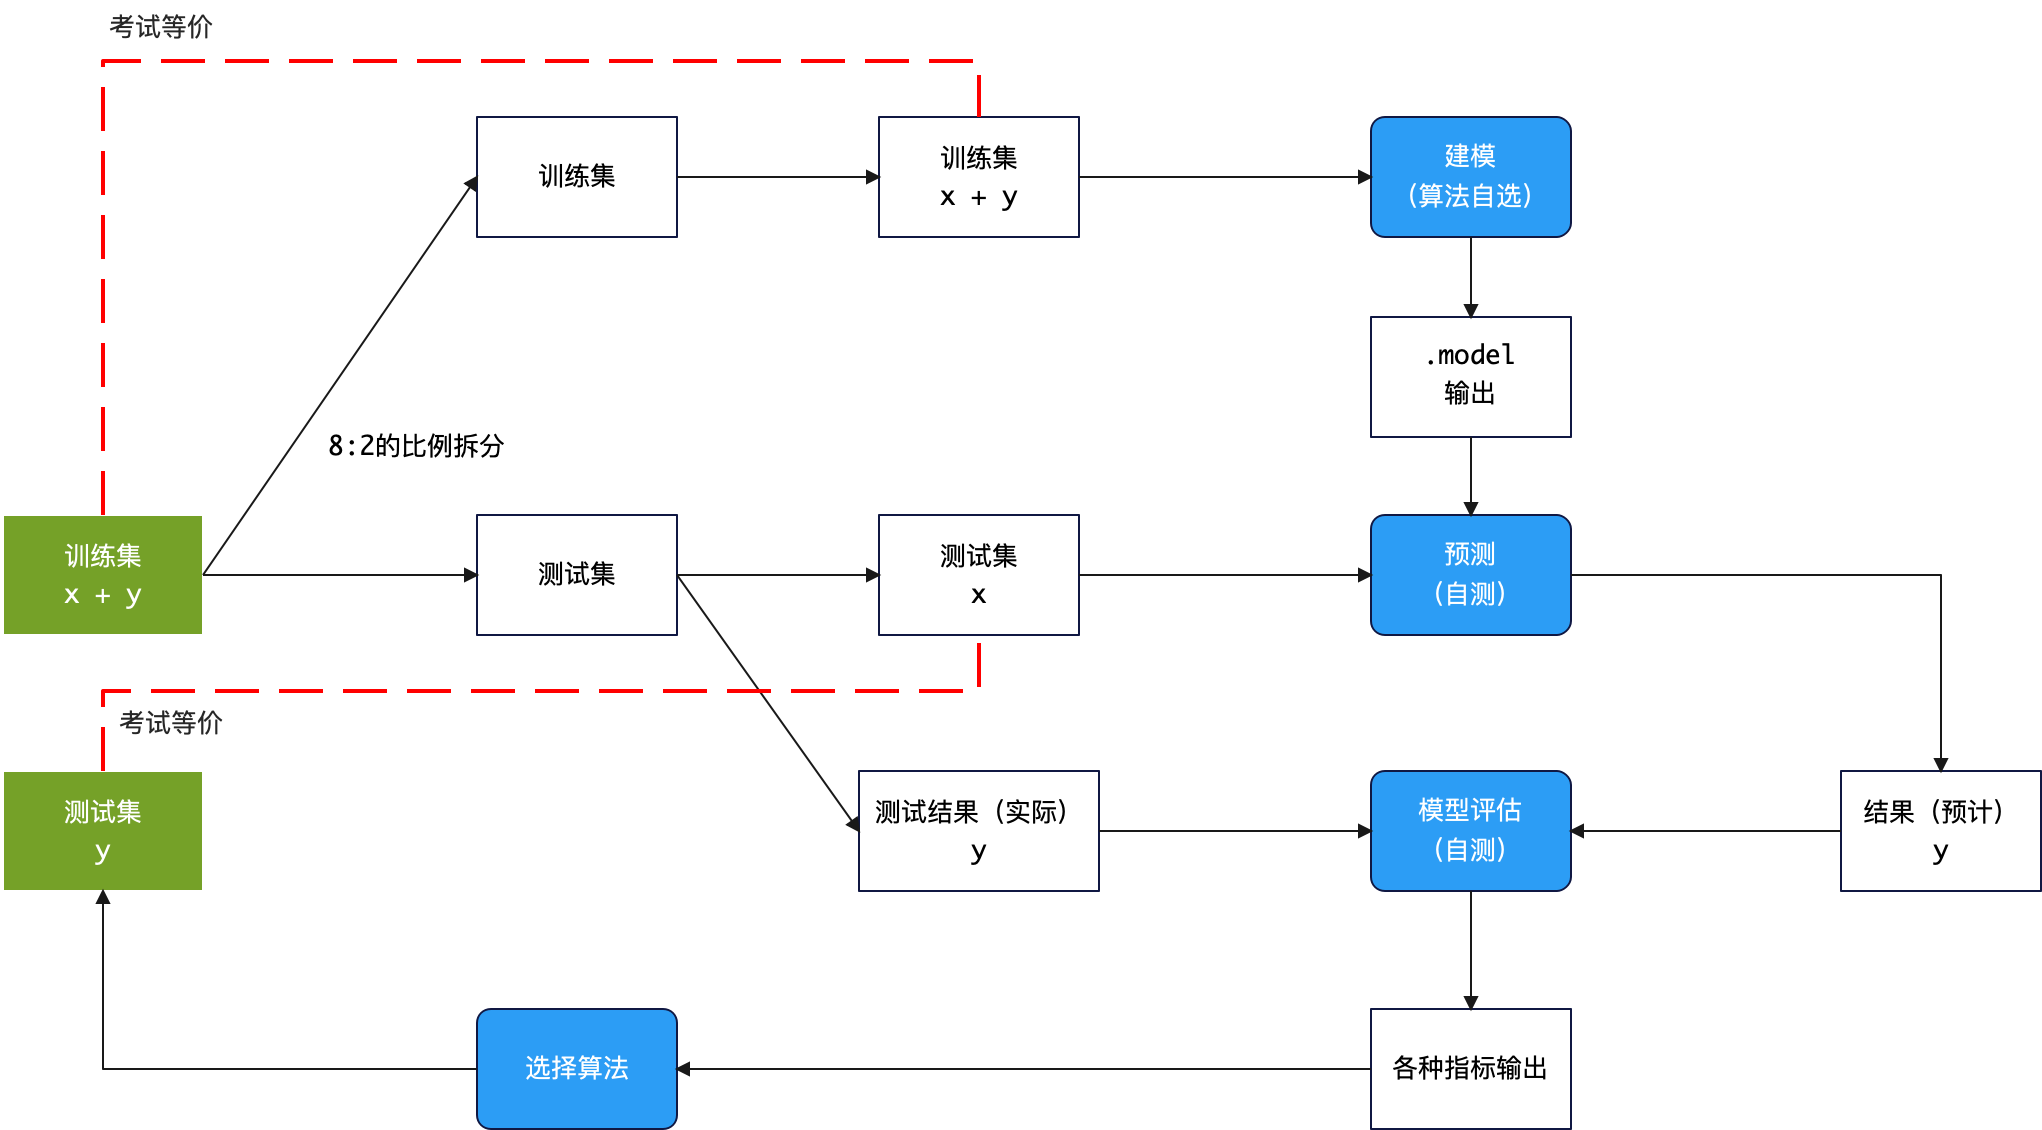 考试等价
训练集
训练集
x + y
建模
（算法自选）
.model
输出
8:2的比例拆分
训练集
x + y
测试集
测试集
x
预测
（自测）
考试等价
测试集
y
测试结果（实际）
y
模型评估
（自测）
结果（预计）
y
选择算法
各种指标输出